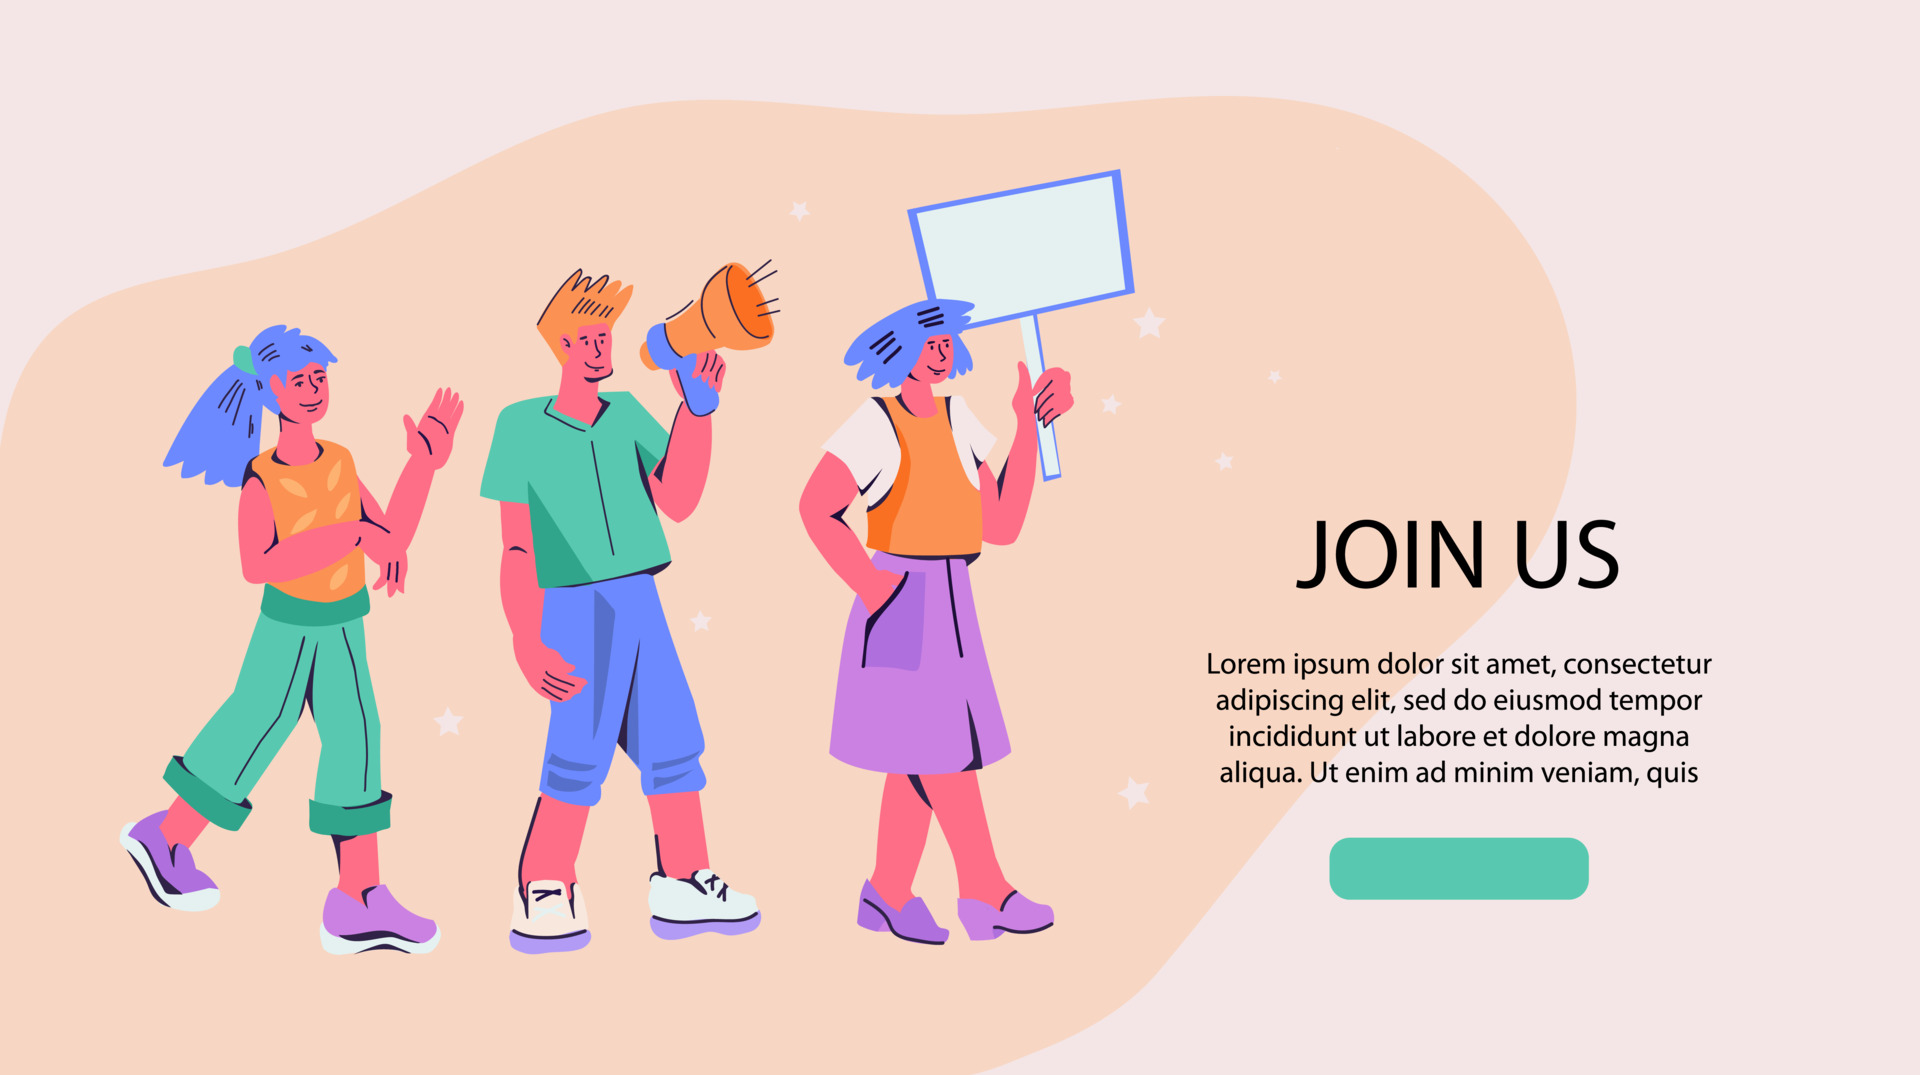 JOIN US
Lorem ipsum dolor sit amet, consectetur
adipiscing elit, sed do eiusmod tempor
incididunt ut labore et dolore magna
aliqua. Ut enim ad minim veniam, quis